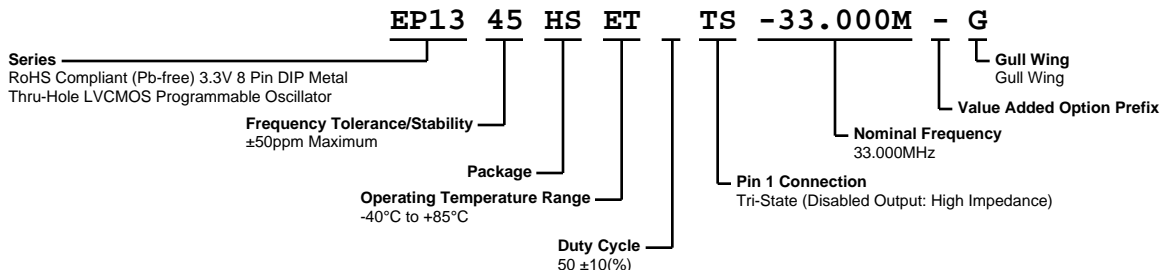 EP13 45 HS ET TS -33.000M - G
Series
RoHS Compliant (Pb-free) 3.3V 8 Pin DIP Metal
Thru-Hole LVCMOS Programmable Oscillator
Gull Wing
Gull Wing
Value Added Option Prefix
Frequency Tolerance/Stability
±50ppm Maximum
Nominal Frequency
33.000MHz
Package
Pin 1 Connection
Tri-State (Disabled Output: High Impedance)
Operating Temperature Range
-40°C to +85°C
Duty Cycle
50 ±10(%)